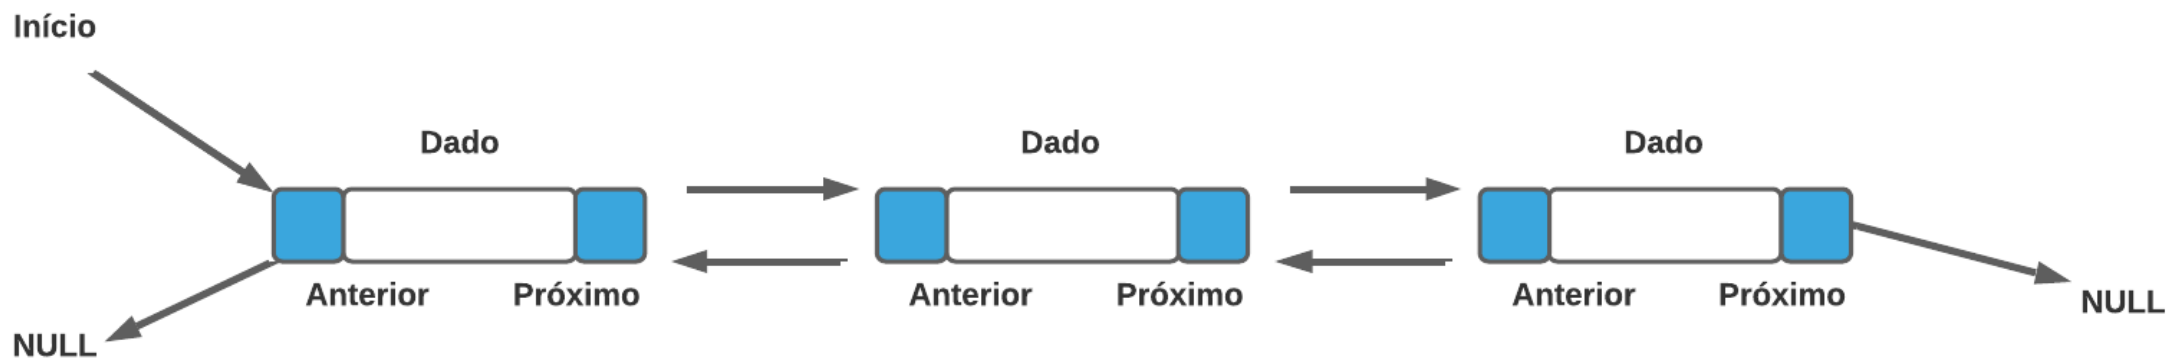 Início
Dado Dado Dado
Anterior Próximo Anterior Próximo Anterior Próximo
NULL
NULL